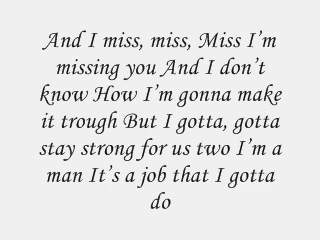 And I miss, miss, Miss I'm
missing you And I don't
know How I'm gonna make
it trough But I gotta, gotta
stay strong for us two I'm a
man It's a job that I gotta
do